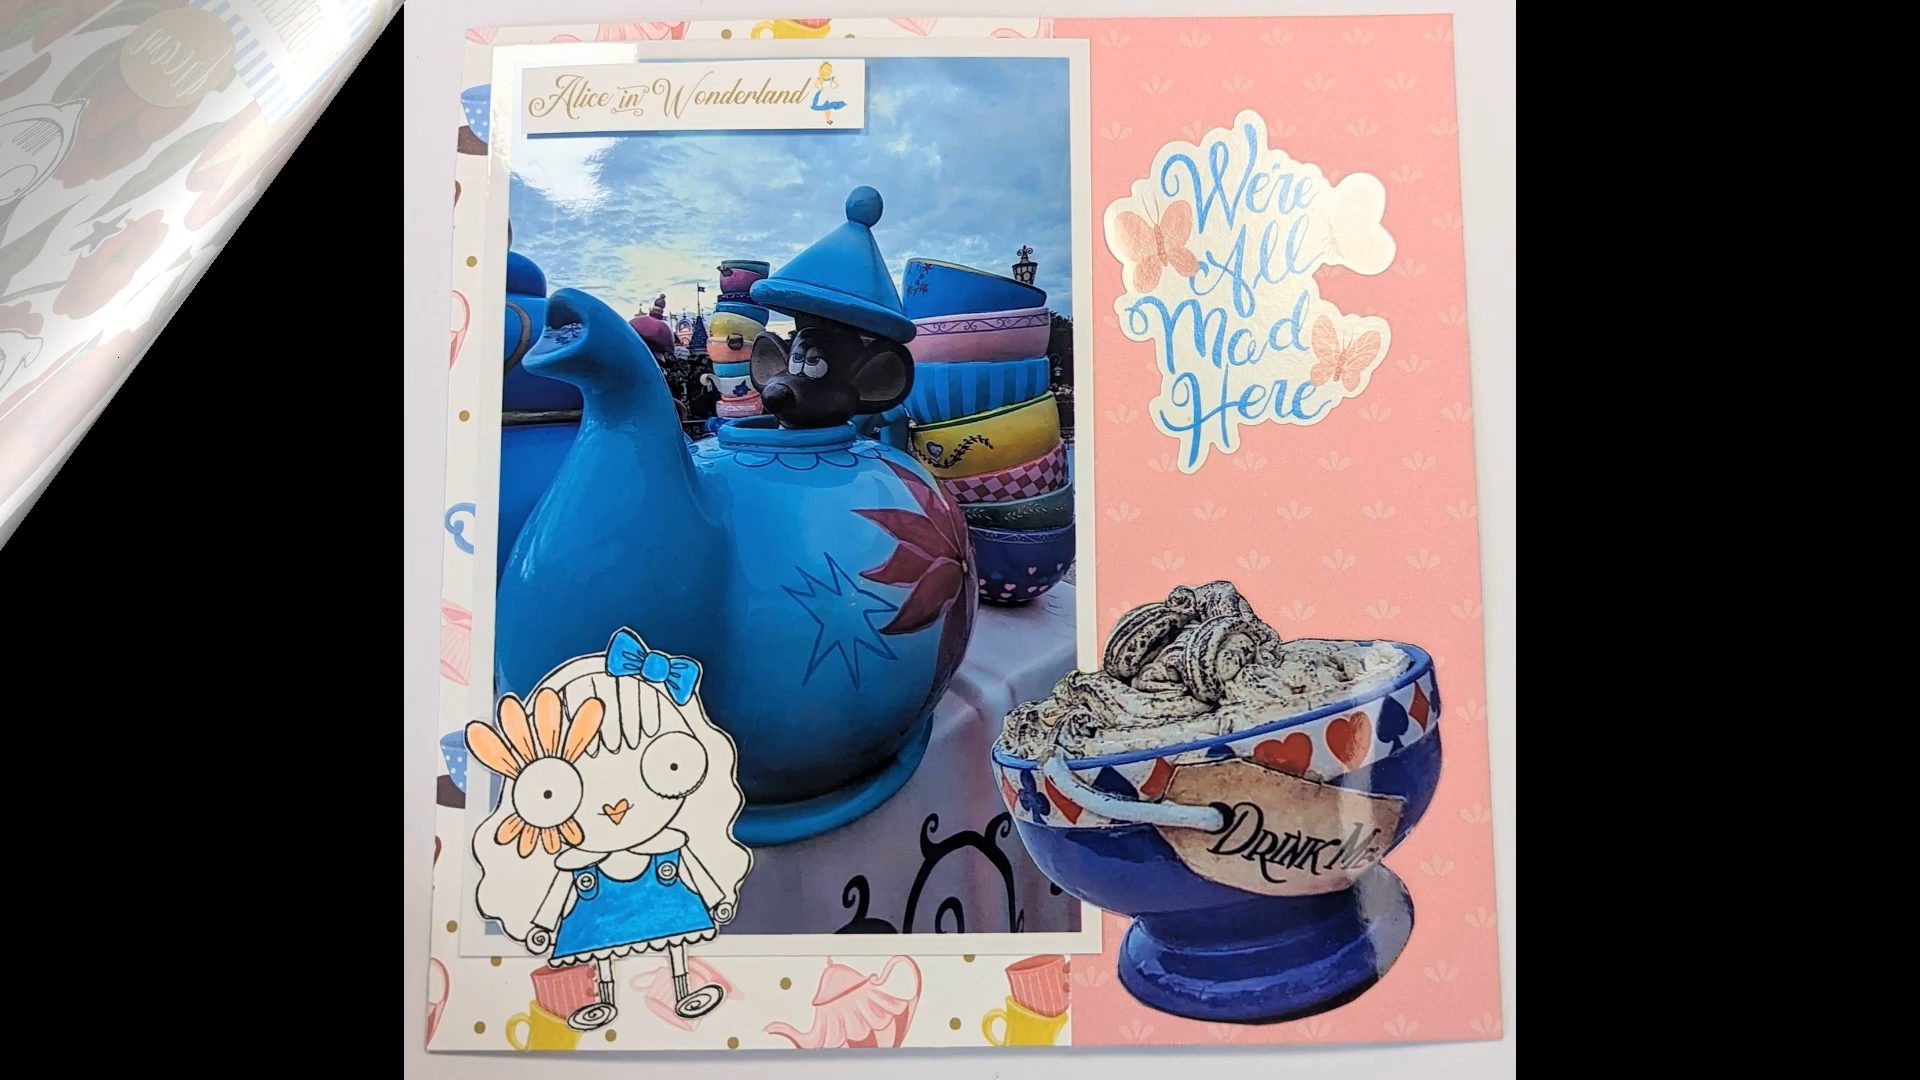 Alice in Wonderland
We're
All
Mad
Here
DRINK Me